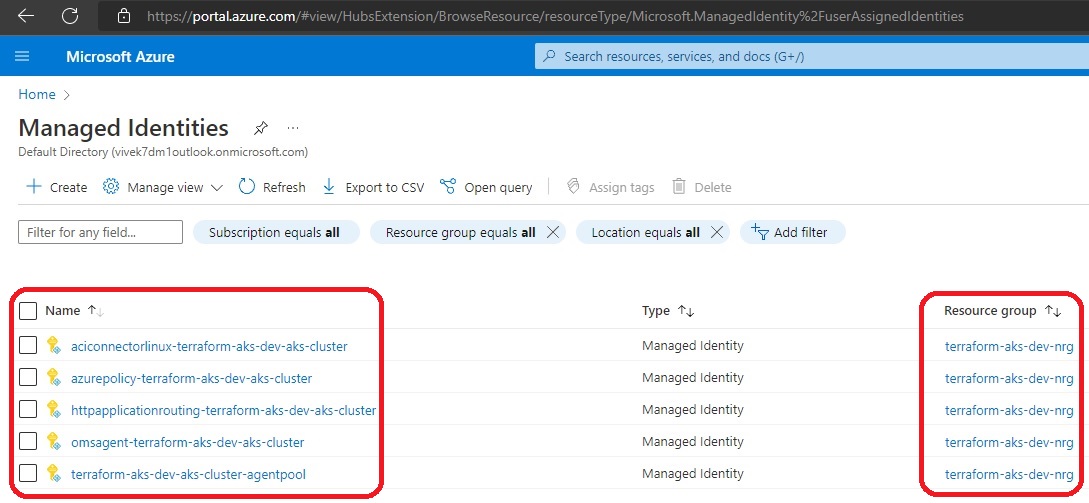 https://portal.azure.com/#view/HubsExtension/BrowseResource/resourceType/Microsoft.ManagedIdentity%2FuserAssignedIdentities
Microsoft Azure
Search resources, services, and docs (G+/)
Home
Managed Identities
Default Directory (vivek7dm1outlook.onmicrosoft.com)
Create Manage view Refresh Export to CSV Open query Assign tags Delete
Filter for any field... Subscription equals all Resource group equals all Location equals all Add filter
Name Type Resource group
aciconnectorlinux-terraform-aks-dev-aks-cluster Managed Identity terraform-aks-dev-nrg
azurepolicy-terraform-aks-dev-aks-cluster Managed Identity terraform-aks-dev-nrg
httpapplicationrouting-terraform-aks-dev-aks-cluster Managed Identity terraform-aks-dev-nrg
omsagent-terraform-aks-dev-aks-cluster Managed Identity terraform-aks-dev-nrg
terraform-aks-dev-aks-cluster-agentpool Managed Identity terraform-aks-dev-nrg